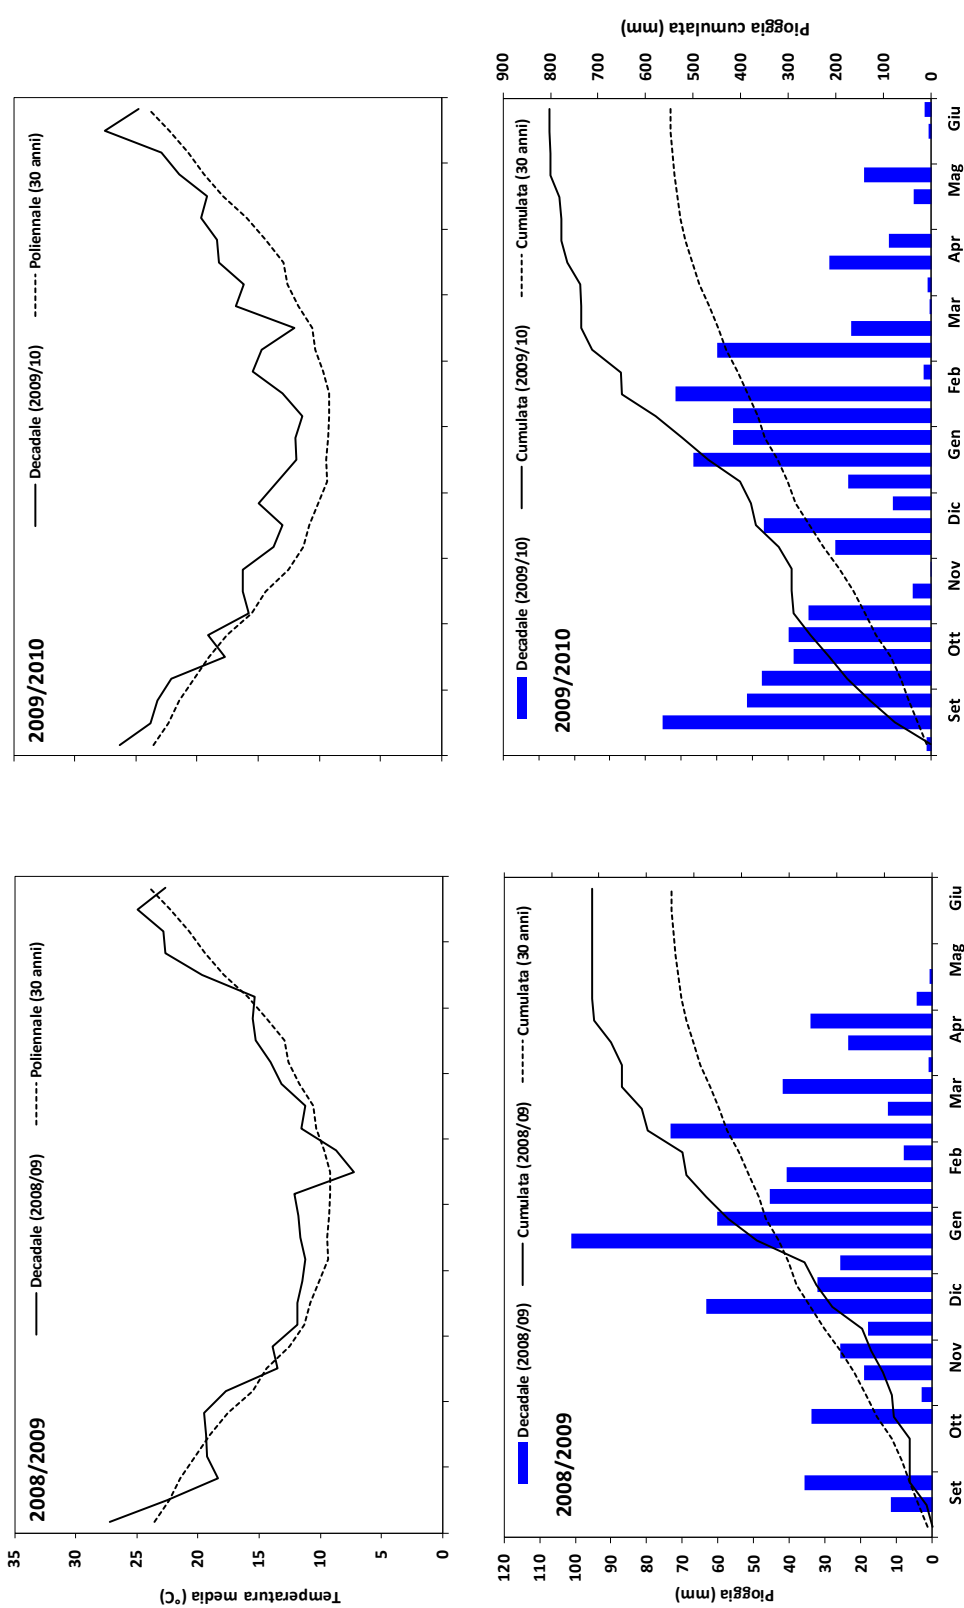 Temperatura media (°C)
35
30
25
20
15
10
5
0
2008/2009
Decadale (2008/09)
Poliennale (30 anni)
2009/2010
Decadale (2009/10)
Poliennale (30 anni)
Pioggia (mm)
120
110
100
90
80
70
60
50
40
30
20
10
0
2008/2009
Decadale (2008/09)
Cumulata (2008/09)
Cumulata (30 anni)
Set
Ott
Nov
Dic
Gen
Feb
Mar
Apr
Mag
Giu
2009/2010
Decadale (2009/10)
Cumulata (2009/10)
Cumulata (30 anni)
Set
Ott
Nov
Dic
Gen
Feb
Mar
Apr
Mag
Giu
900
800
700
600
500
400
300
200
100
0
Pioggia cumulata (mm)